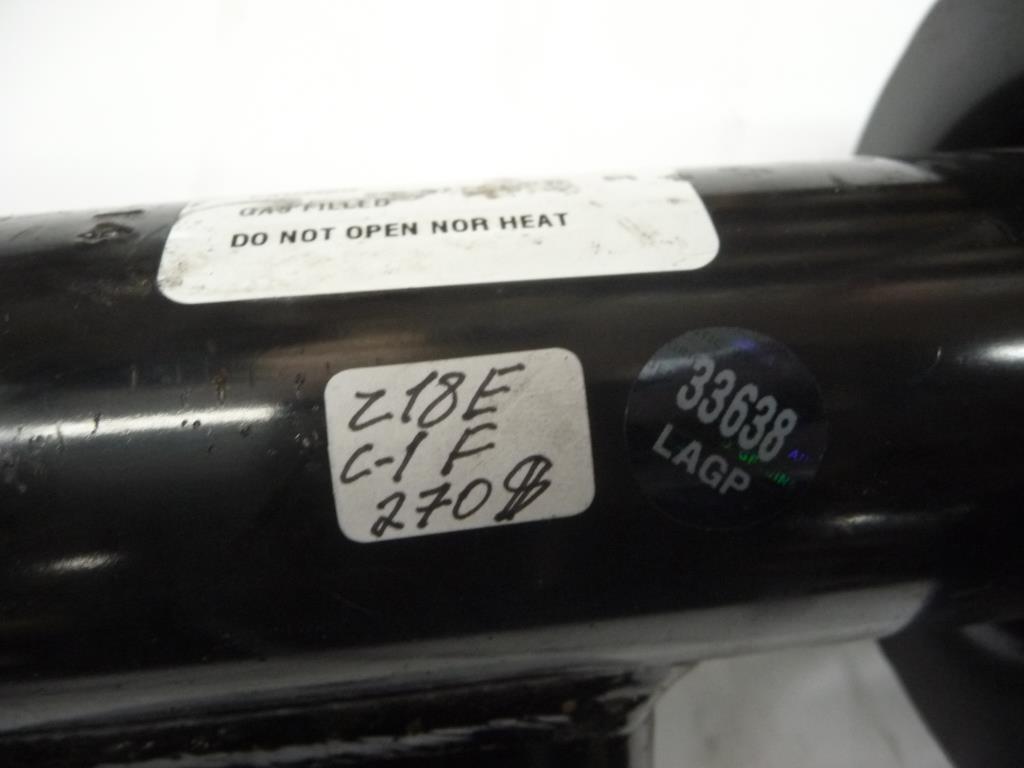 GAS FILLED
DO NOT OPEN NOR HEAT
Z18E
C-1 F
270$
33638
LAGP